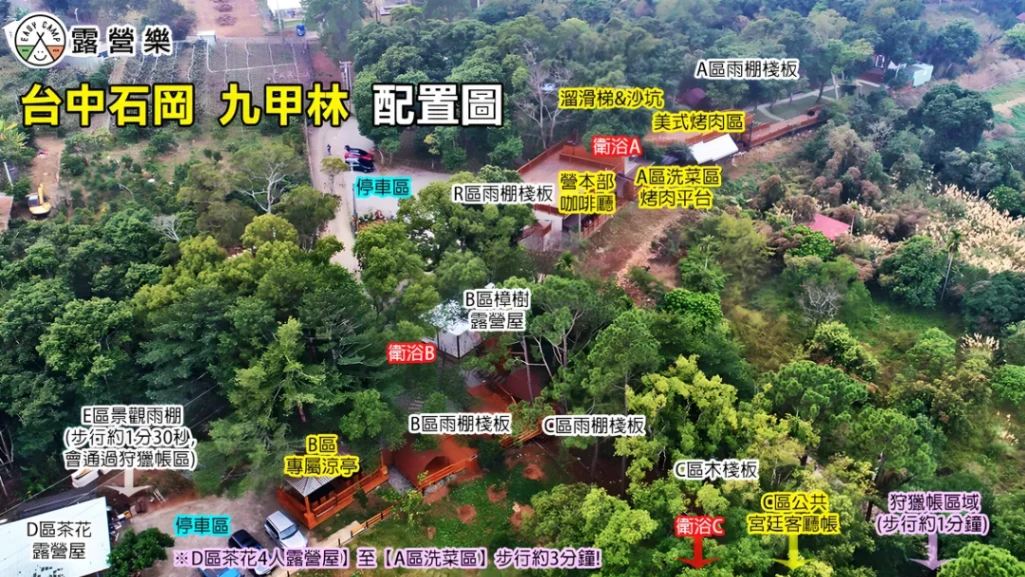 EASY CAMP
露營樂
台中石岡 九甲林 配置圖
A區雨棚棧板
溜滑梯&沙坑
美式烤肉區
衛浴A
停車區
R區雨棚棧板
營本部
咖啡廳
A區洗菜區
烤肉平台
B區樟樹
露營屋
衛浴B
E區景觀雨棚
(步行約1分30秒,
會通過狩獵帳區)
B區雨棚棧板
C區雨棚棧板
B區
專屬涼亭
C區木棧板
D區茶花
露營屋
停車區
衛浴C
C區公共
宮廷客廳帳
狩獵帳區域
(步行約1分鐘)
※D區茶花4人露營屋】至【A區洗菜區】步行約3分鐘!